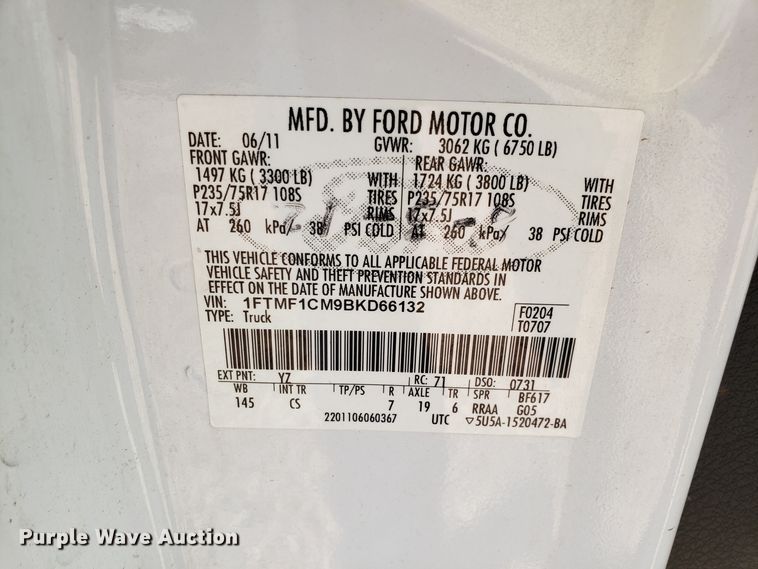 MFD. BY FORD MOTOR CO.
DATE: 06/11 GVWR: 3062 KG ( 6750 LB)
FRONT GAWR: REAR GAWR:
1497 KG ( 3300 LB) WITH 1724 KG ( 3800 LB) WITH
P235/75R17 108S TIRES P235/75R17 108S TIRES
17x7.5J RIMS 17x7.5J RIMS
AT 260 kPa/ 38 PSI COLD AT 260 kPa/ 38 PSI COLD
THIS VEHICLE CONFORMS TO ALL APPLICABLE FEDERAL MOTOR
VEHICLE SAFETY AND THEFT PREVENTION STANDARDS IN
EFFECT ON THE DATE OF MANUFACTURE SHOWN ABOVE.
VIN: 1FTMF1CM9BKD66132 F0204
TYPE: Truck T0707
EXT PNT: YZ RC: 71 DSO: 0731
WB INT TR TP/PS R AXLE TR SPR BF617
145 CS 7 19 6 RRAA G05
2201106060367 UTC ▽5U5A-1520472-BA
Purple Wave Auction